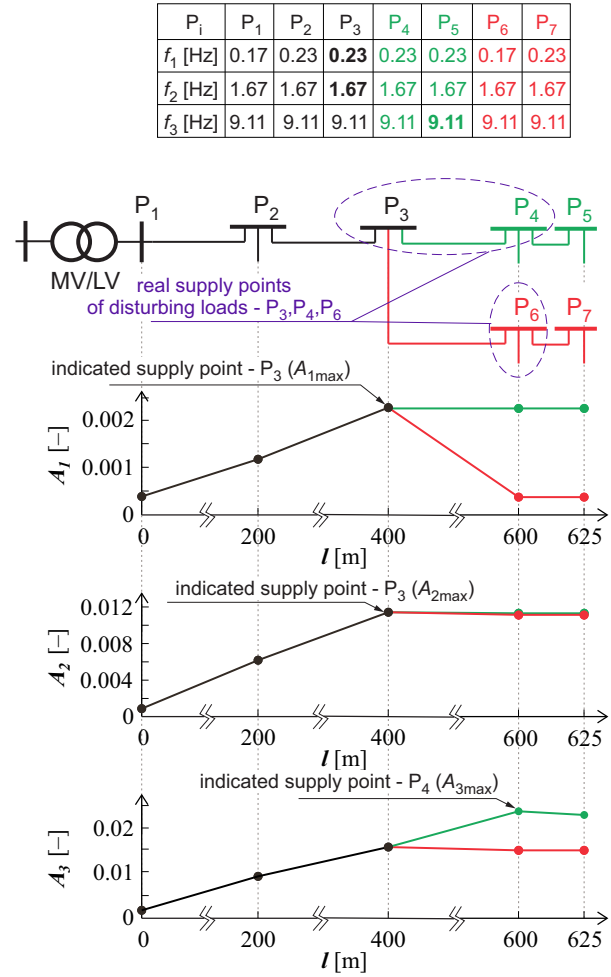 Pi P1 P2 P3 P4 P5 P6 P7
f1 [Hz] 0.17 0.23 0.23 0.23 0.23 0.17 0.23
f2 [Hz] 1.67 1.67 1.67 1.67 1.67 1.67 1.67
f3 [Hz] 9.11 9.11 9.11 9.11 9.11 9.11 9.11
P1 P2 P3 P4 P5
MV/LV
real supply points
of disturbing loads - P3,P4,P6
P6 P7
indicated supply point - P3 (A1max)
A1 [–]
0.002
0.001
0
0 200 400 600 625
l [m]
indicated supply point - P3 (A2max)
A2 [–]
0.012
0.008
0.004
0
0 200 400 600 625
l [m]
indicated supply point - P4 (A3max)
A3 [–]
0.02
0.01
0
0 200 400 600 625
l [m]